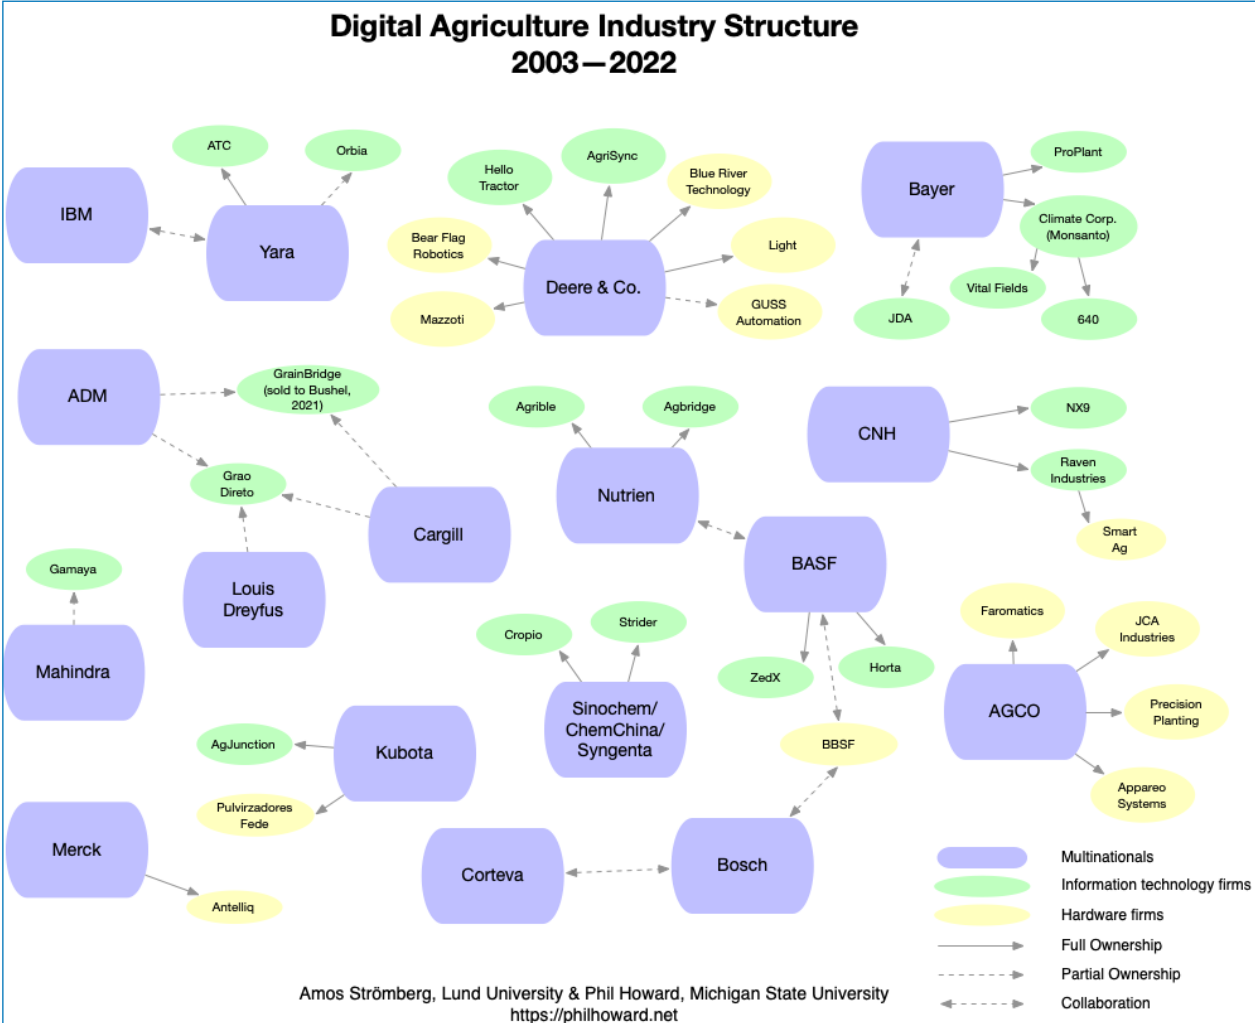 Digital Agriculture Industry Structure
2003—2022
ATC
Orbia
IBM
Yara
Hello
Tractor
AgriSync
Blue River
Technology
Bear Flag
Robotics
Light
Deere & Co.
Mazzoti
GUSS
Automation
Bayer
ProPlant
Climate Corp.
(Monsanto)
Vital Fields
JDA
640
ADM
GrainBridge
(sold to Bushel,
2021)
Grao
Direto
Cargill
Louis
Dreyfus
Agrible
Agbridge
Nutrien
CNH
NX9
Raven
Industries
Smart
Ag
BASF
Gamaya
Mahindra
Cropio
Strider
Sinochem/
ChemChina/
Syngenta
ZedX
Horta
BBSF
Faromatics
JCA
Industries
AGCO
Precision
Planting
Appareo
Systems
AgJunction
Kubota
Pulvirzadores
Fede
Merck
Antelliq
Corteva
Bosch
Multinationals
Information technology firms
Hardware firms
Full Ownership
Partial Ownership
Collaboration
Amos Strömberg, Lund University & Phil Howard, Michigan State University
https://philhoward.net